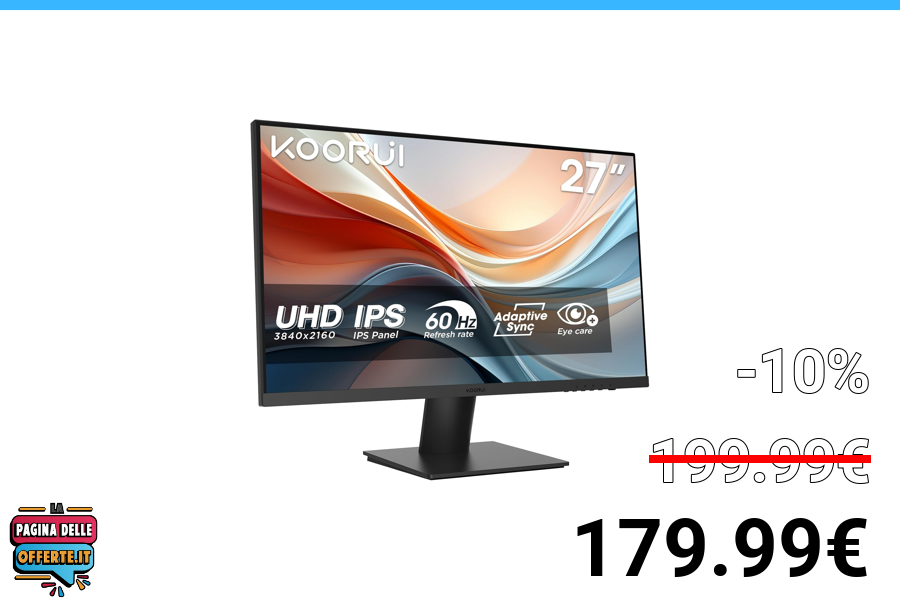 KOORUI
27"
UHD
3840x2160
IPS
IPS Panel
60Hz
Refresh rate
Adaptive
Sync
Eye care
KOORUI
-10%
199.99€
179.99€
LA
PAGINA DELLE
OFFERTE.IT